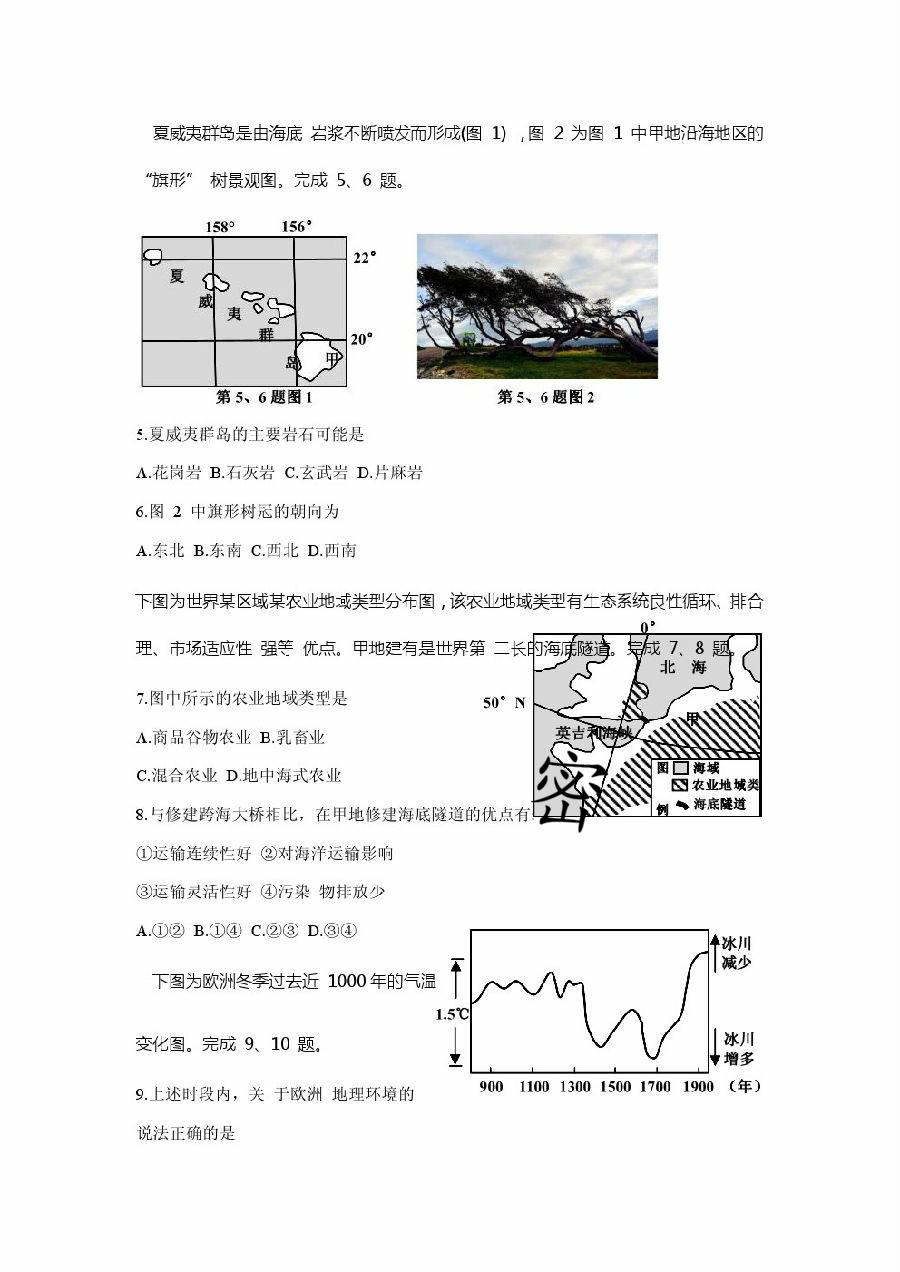 夏威夷群岛是由海底 岩浆不断喷发而形成(图 1) ,图 2 为图 1 中甲地沿海地区的
“旗形” 树景观图。完成 5、6 题。
158° 156°
22°
夏
威
夷
群
20°
岛 甲
第5、6题图1
第5、6题图2
5.夏威夷群岛的主要岩石可能是
A.花岗岩 B.石灰岩 C.玄武岩 D.片麻岩
6.图 2 中旗形树冠的朝向为
A.东北 B.东南 C.西北 D.西南
下图为世界某区域某农业地域类型分布图,该农业地域类型有生态系统良性循环、排合
理、市场适应性 强等 优点。甲地建有是世界第 二长的海底隧道。完成 7、8 题。
0°
北 海
50° N
甲
英吉利海峡
图 海域
农业地域类
例 海底隧道
密
7.图中所示的农业地域类型是
A.商品谷物农业 B.乳畜业
C.混合农业 D.地中海式农业
8.与修建跨海大桥相比，在甲地修建海底隧道的优点有
①运输连续性好 ②对海洋运输影响
③运输灵活性好 ④污染 物排放少
A.①② B.①④ C.②③ D.③④
下图为欧洲冬季过去近 1000年的气温
变化图。完成 9、10 题。
冰川
减少
1.5℃
冰川
增多
900 1100 1300 1500 1700 1900 (年)
9.上述时段内，关 于欧洲 地理环境的
说法正确的是